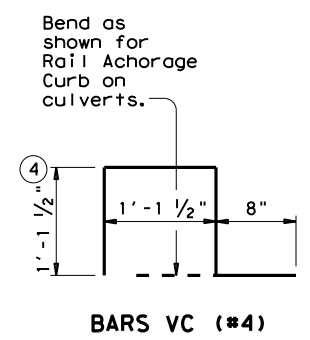 Bend as
shown for
Rail Achorage
Curb on
culverts.
4
1'-1 1/2"
1'-1 1/2"
8"
BARS VC (#4)